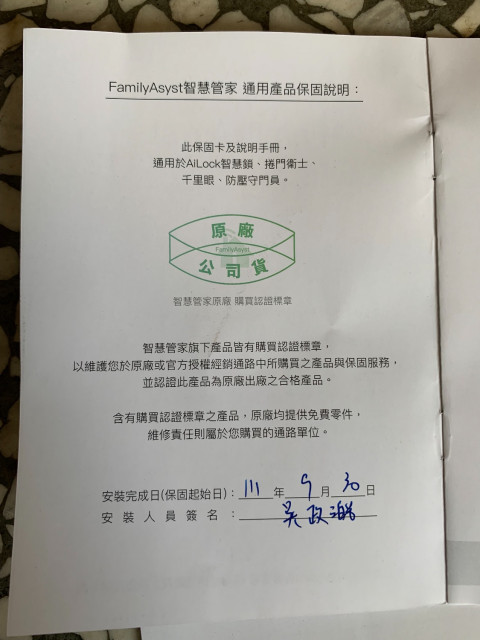 FamilyAsyst智慧管家 通用產品保固說明：
此保固卡及說明手冊，
適用於AILock智慧鎖、捲門衛士、
千里眼、防壓守門員。
原廠
FamilyAsyst
公司貨
智慧管家原廠 購買認證標章
智慧管家旗下產品皆有購買認證標章，
以維護您於原廠或官方授權經銷通路中所購買之產品與保固服務，
並認證此產品為原廠出廠之合格產品。
含有購買認證標章之產品，原廠均提供免費零件，
維修責任則屬於您購買的通路單位。
安裝完成日(保固起始日)：111年9月30日
安裝人員簽名：吳政